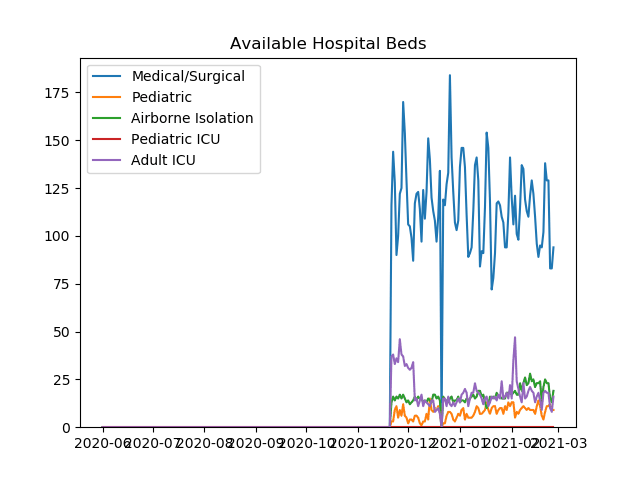 Available Hospital Beds
Medical/Surgical
Pediatric
Airborne Isolation
Pediatric ICU
Adult ICU
175
150
125
100
75
50
25
0
2020-06 2020-07 2020-08 2020-09 2020-10 2020-11 2020-12 2021-01 2021-02 2021-03